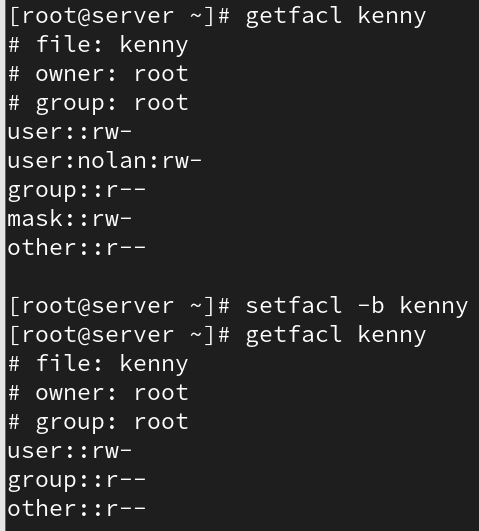 [root@server ~]# getfacl kenny
# file: kenny
# owner: root
# group: root
user::rw-
user:nolan:rw-
group::r--
mask::rw-
other::r--

[root@server ~]# setfacl -b kenny
[root@server ~]# getfacl kenny
# file: kenny
# owner: root
# group: root
user::rw-
group::r--
other::r--